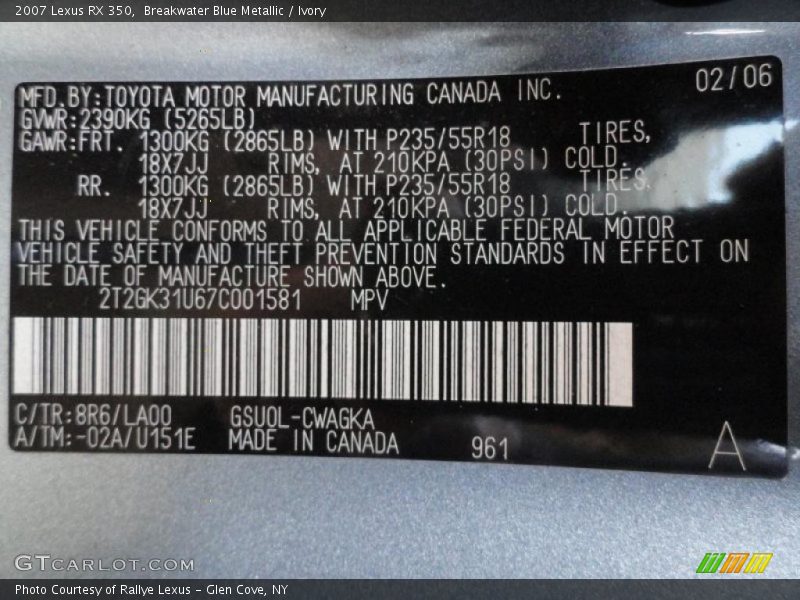 2007 Lexus RX 350, Breakwater Blue Metallic / Ivory
MFD.BY:TOYOTA MOTOR MANUFACTURING CANADA INC. 02/06
GVWR:2390KG (5265LB)
GAWR:FRT. 1300KG (2865LB) WITH P235/55R18 TIRES,
18X7JJ RIMS, AT 210KPA (30PSI) COLD.
RR. 1300KG (2865LB) WITH P235/55R18 TIRES,
18X7JJ RIMS, AT 210KPA (30PSI) COLD.
THIS VEHICLE CONFORMS TO ALL APPLICABLE FEDERAL MOTOR
VEHICLE SAFETY AND THEFT PREVENTION STANDARDS IN EFFECT ON
THE DATE OF MANUFACTURE SHOWN ABOVE.
2T2GK31U67C001581 MPV
C/TR:8R6/LA00 GSU0L-CWAGKA
A/TM:-02A/U151E MADE IN CANADA 961 A
GTCARLOT.COM
Photo Courtesy of Rallye Lexus - Glen Cove, NY